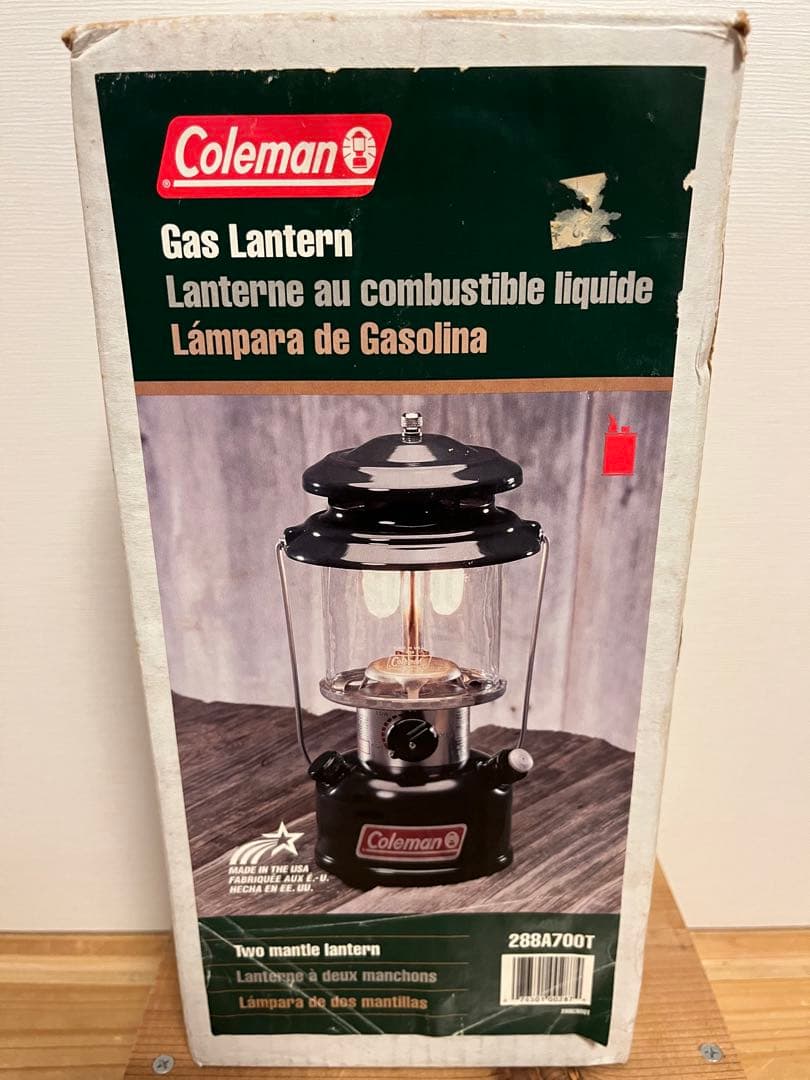 Coleman
®
Gas Lantern
Lanterne au combustible liquide
Lámpara de Gasolina
Coleman
Coleman
MADE IN THE USA
FABRIQUÉE AUX É.-U.
HECHA EN EE. UU.
Two mantle lantern
Lanterne à deux manchons
Lámpara de dos mantillas
288A700T